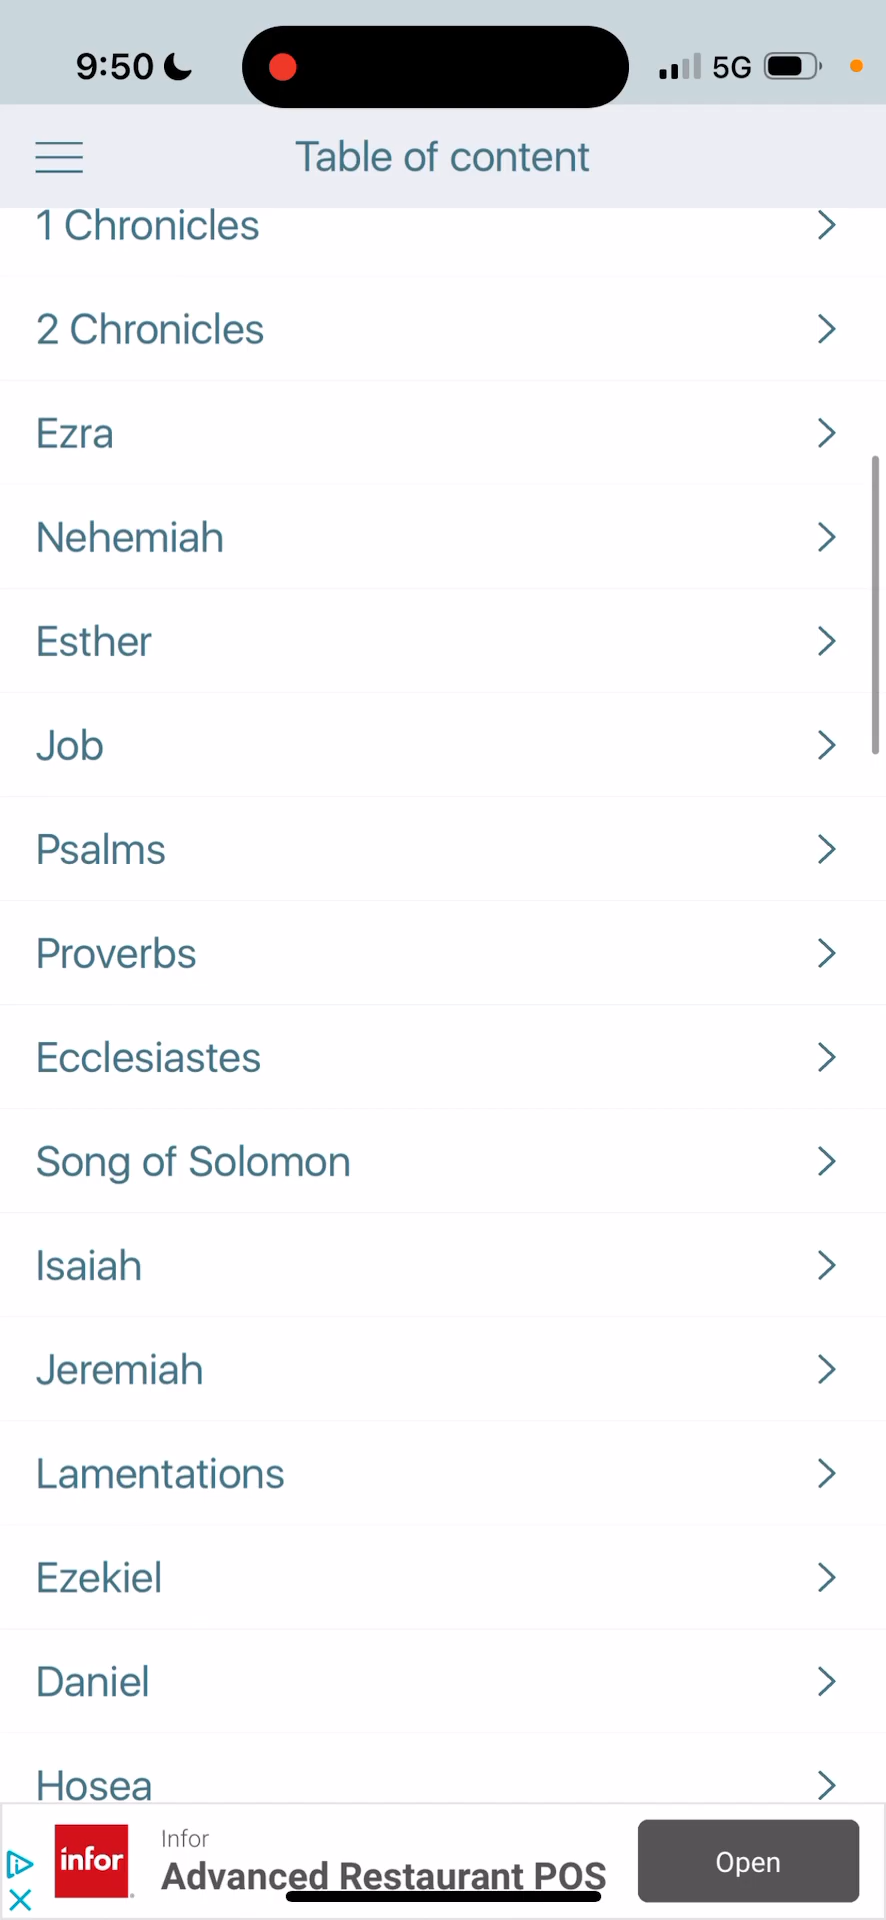 9:50
5G
Table of content
1 Chronicles
2 Chronicles
Ezra
Nehemiah
Esther
Job
Psalms
Proverbs
Ecclesiastes
Song of Solomon
Isaiah
Jeremiah
Lamentations
Ezekiel
Daniel
Hosea
infor
Infor
Advanced Restaurant POS
Open